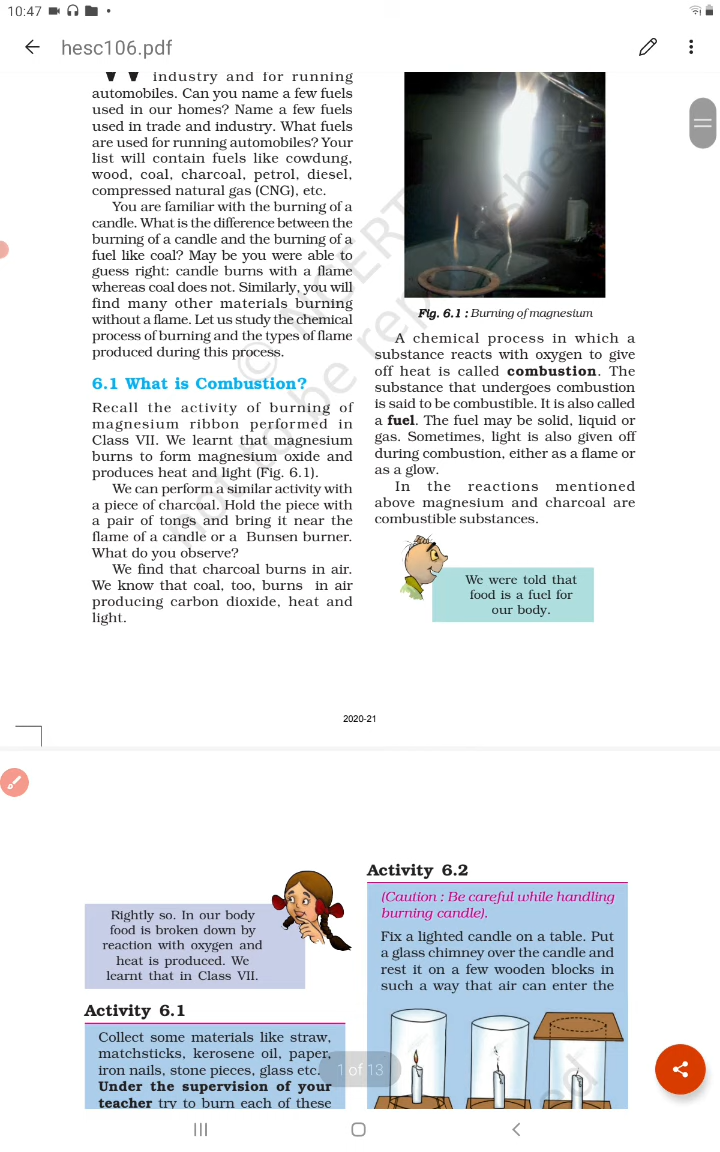 10:47
hesc106.pdf
industry and for running
automobiles. Can you name a few fuels
used in our homes? Name a few fuels
used in trade and industry. What fuels
are used for running automobiles? Your
list will contain fuels like cowdung,
wood, coal, charcoal, petrol, diesel,
compressed natural gas (CNG), etc.
You are familiar with the burning of a
candle. What is the difference between the
burning of a candle and the burning of a
fuel like coal? May be you were able to
guess right: candle burns with a flame
whereas coal does not. Similarly, you will
find many other materials burning
without a flame. Let us study the chemical
process of burning and the types of flame
produced during this process.
6.1 What is Combustion?
Recall the activity of burning of
magnesium ribbon performed in
Class VII. We learnt that magnesium
burns to form magnesium oxide and
produces heat and light (Fig. 6.1).
We can perform a similar activity with
a piece of charcoal. Hold the piece with
a pair of tongs and bring it near the
flame of a candle or a Bunsen burner.
What do you observe?
We find that charcoal burns in air.
We know that coal, too, burns in air
producing carbon dioxide, heat and
light.
Fig. 6.1 : Burning of magnesium
A chemical process in which a
substance reacts with oxygen to give
off heat is called combustion. The
substance that undergoes combustion
is said to be combustible. It is also called
a fuel. The fuel may be solid, liquid or
gas. Sometimes, light is also given off
during combustion, either as a flame or
as a glow.
In the reactions mentioned
above magnesium and charcoal are
combustible substances.
We were told that
food is a fuel for
our body.
© NCERT
not to be republished
2020-21
Rightly so. In our body
food is broken down by
reaction with oxygen and
heat is produced. We
learnt that in Class VII.
Activity 6.1
Collect some materials like straw,
matchsticks, kerosene oil, paper,
iron nails, stone pieces, glass etc.
Under the supervision of your
teacher try to burn each of these
Activity 6.2
(Caution : Be careful while handling
burning candle).
Fix a lighted candle on a table. Put
a glass chimney over the candle and
rest it on a few wooden blocks in
such a way that air can enter the
1 of 13